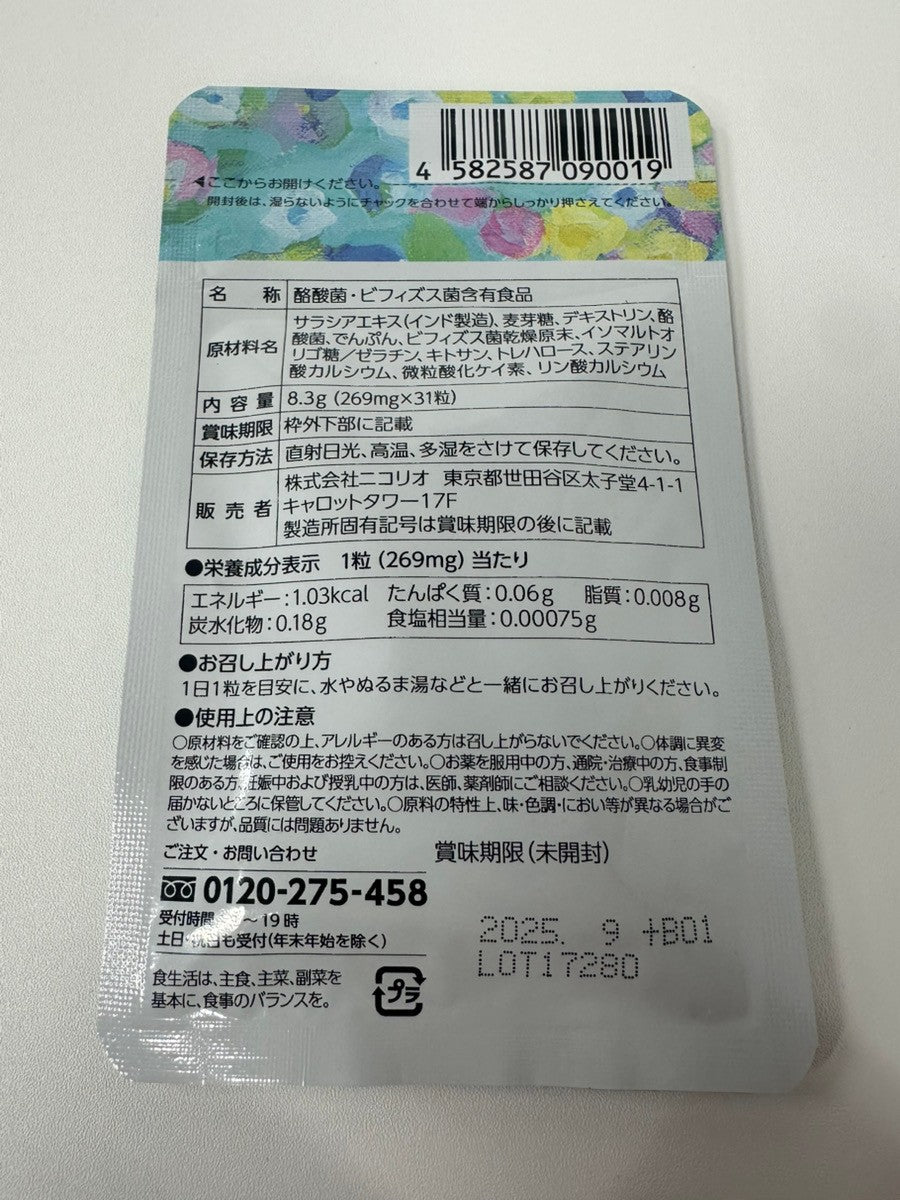 4 582587 090019
◀ここからお開けください。
開封後は、湿らないようにチャックを合わせて端からしっかり押さえてください。
名 称 酪酸菌・ビフィズス菌含有食品
原材料名 サラシアエキス(インド製造)、麦芽糖、デキストリン、酪
酸菌、でんぷん、ビフィズス菌乾燥原末、イソマルトオ
リゴ糖/ゼラチン、キトサン、トレハロース、ステアリン
酸カルシウム、微粒酸化ケイ素、リン酸カルシウム
内容量 8.3g (269mg×31粒)
賞味期限 枠外下部に記載
保存方法 直射日光、高温、多湿をさけて保存してください。
販売者 株式会社ニコリオ 東京都世田谷区太子堂4-1-1
キャロットタワー17F
製造所固有記号は賞味期限の後に記載
●栄養成分表示 1粒 (269mg) 当たり
エネルギー:1.03kcal たんぱく質:0.06g 脂質:0.008g
炭水化物:0.18g 食塩相当量:0.00075g
●お召し上がり方
1日1粒を目安に、水やぬるま湯などと一緒にお召し上がりください。
●使用上の注意
○原材料をご確認の上、アレルギーのある方は召し上がらないでください。○体調に異変
を感じた場合は、ご使用をお控えください。○お薬を服用中の方、通院・治療中の方、食事制
限のある方、妊娠中および授乳中の方は、医師、薬剤師にご相談ください。○乳幼児の手の
届かないところに保管してください。○原料の特性上、味・色調・におい等が異なる場合がご
ざいますが、品質には問題ありません。
ご注文・お問い合わせ
0120-275-458
受付時間 9〜19時
土日・祝日も受付(年末年始を除く)
食生活は、主食、主菜、副菜を
基本に、食事のバランスを。
プラ
賞味期限(未開封)
2025. 9 +B01
LOT17280